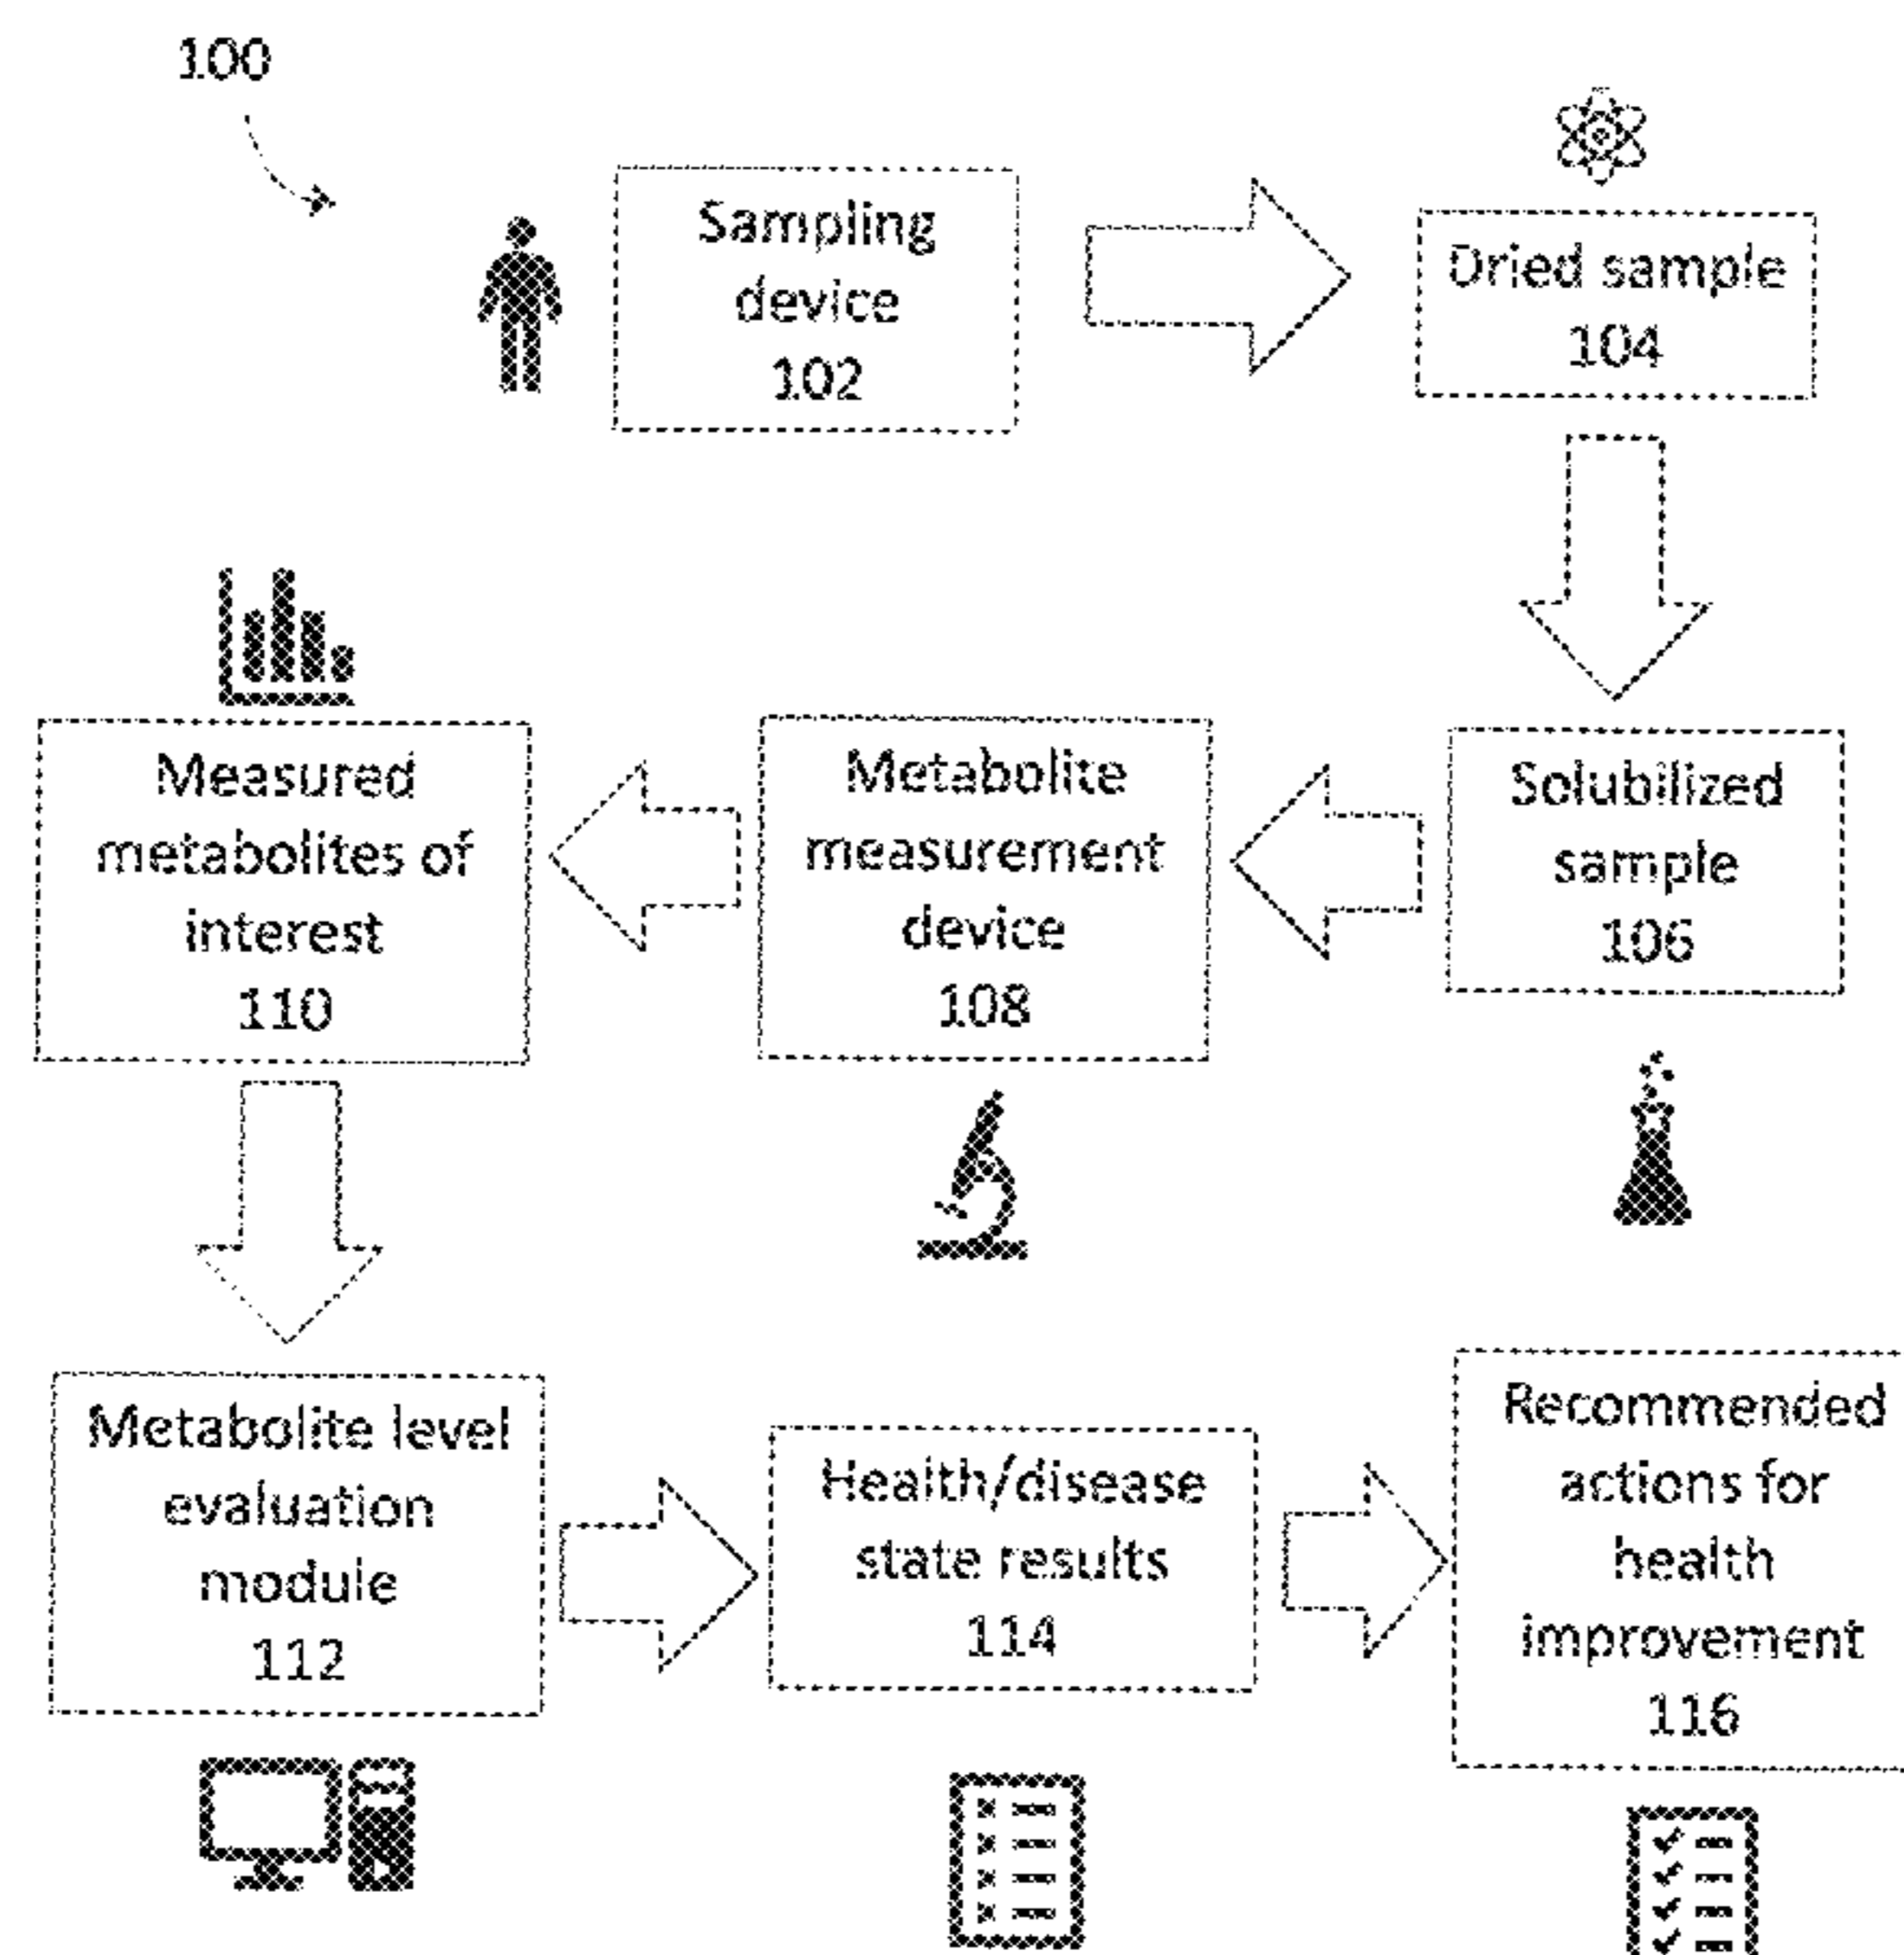 100
Sampling
device
102
Dried sample
104
Solubilized
sample
106
Metabolite
measurement
device
108
Measured
metabolites of
interest
110
Metabolite level
evaluation
module
112
Health/disease
state results
114
Recommended
actions for
health
improvement
116